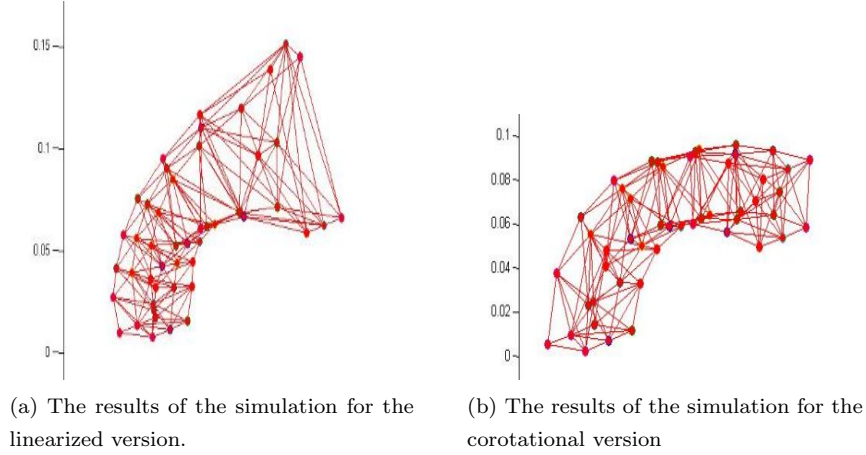 0.15
0.1
0.05
0
0.1
0.08
0.06
0.04
0.02
0
(a) The results of the simulation for the
linearized version.
(b) The results of the simulation for the
corotational version